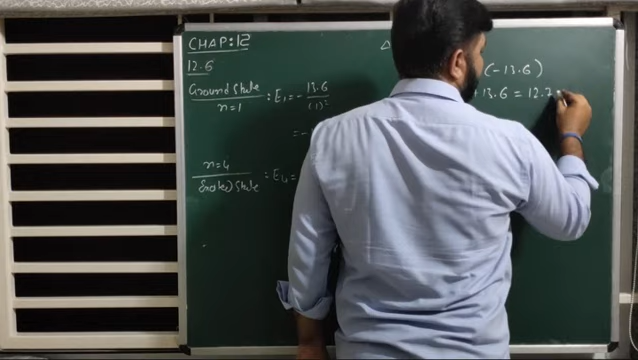 CHAP:12
12.6
Ground State : E₁ = - 13.6
n=1 (1)²
= -
n=4
State = E₄ =
Δ
(-13.6)
13.6 = 12.7